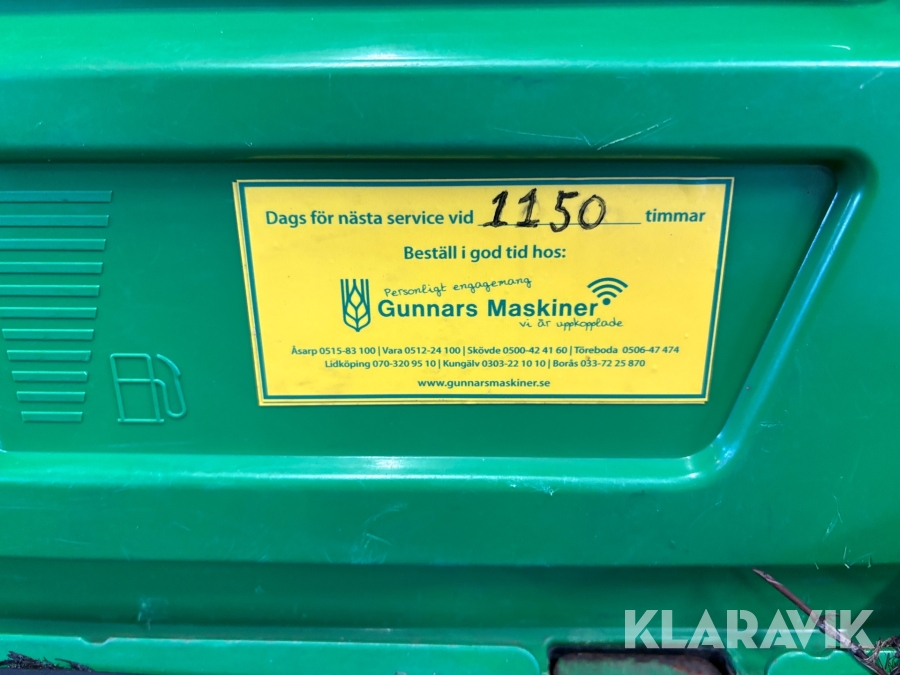 Dags för nästa service vid 1150 timmar
Beställ i god tid hos:
Personligt engagemang
Gunnars Maskiner
vi är uppkopplade
Åsarp 0515-83 100 | Vara 0512-24 100 | Skövde 0500-42 41 60 | Töreboda 0506-47 474
Lidköping 070-320 95 10 | Kungälv 0303-22 10 10 | Borås 033-72 25 870
www.gunnarsmaskiner.se
KLARAVIK